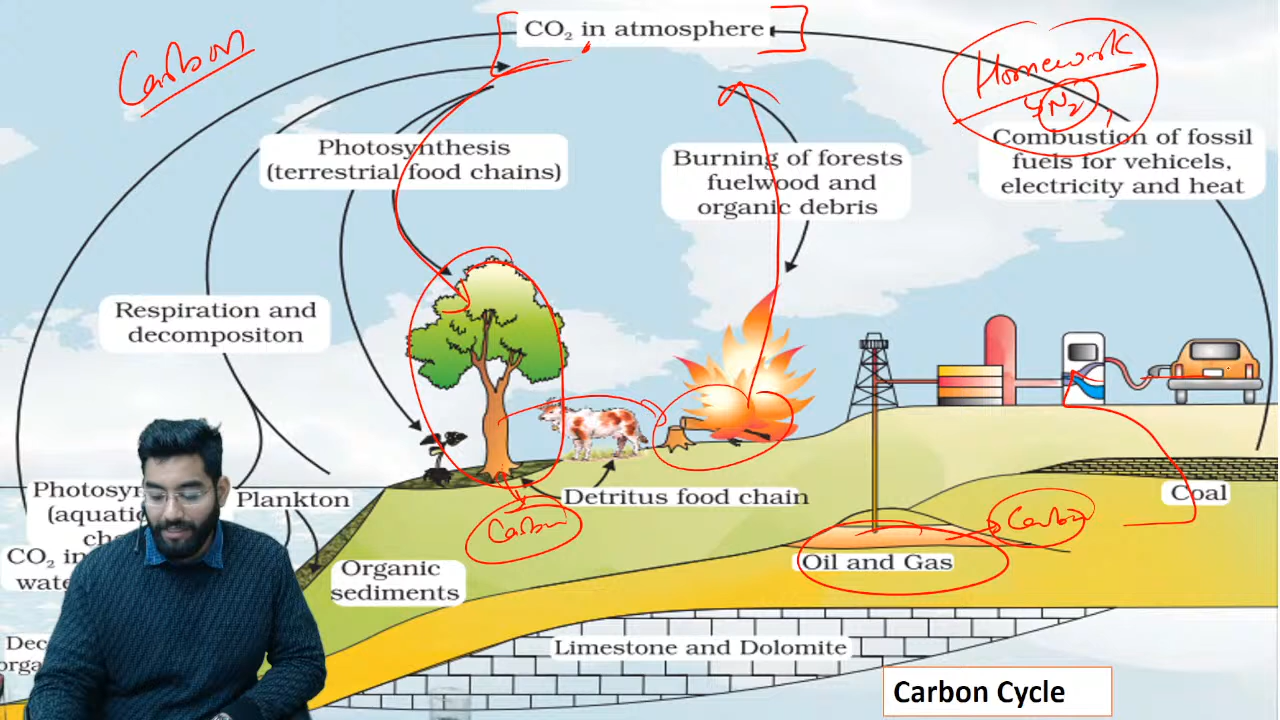 CO₂ in atmosphere
Carbon
Homework
N₂
Photosynthesis
(terrestrial food chains)
Burning of forests
fuelwood and
organic debris
Combustion of fossil
fuels for vehicels,
electricity and heat
Respiration and
decompositon
Plankton
CO₂ in
Detritus food chain
Coal
Carbon
Carbon
Oil and Gas
Organic
sediments
Limestone and Dolomite
Carbon Cycle